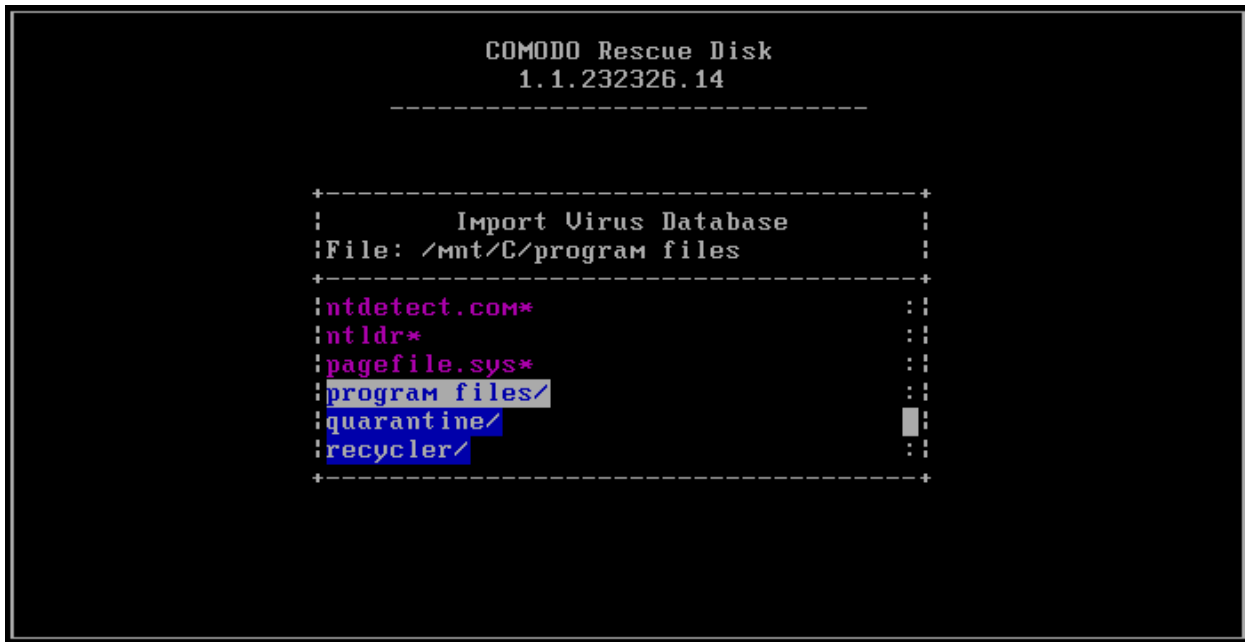 COMODO Rescue Disk
1.1.232326.14
Import Virus Database
File: /mnt/C/program files
ntdetect.com*
ntldr*
pagefile.sys*
program files/
quarantine/
recycler/